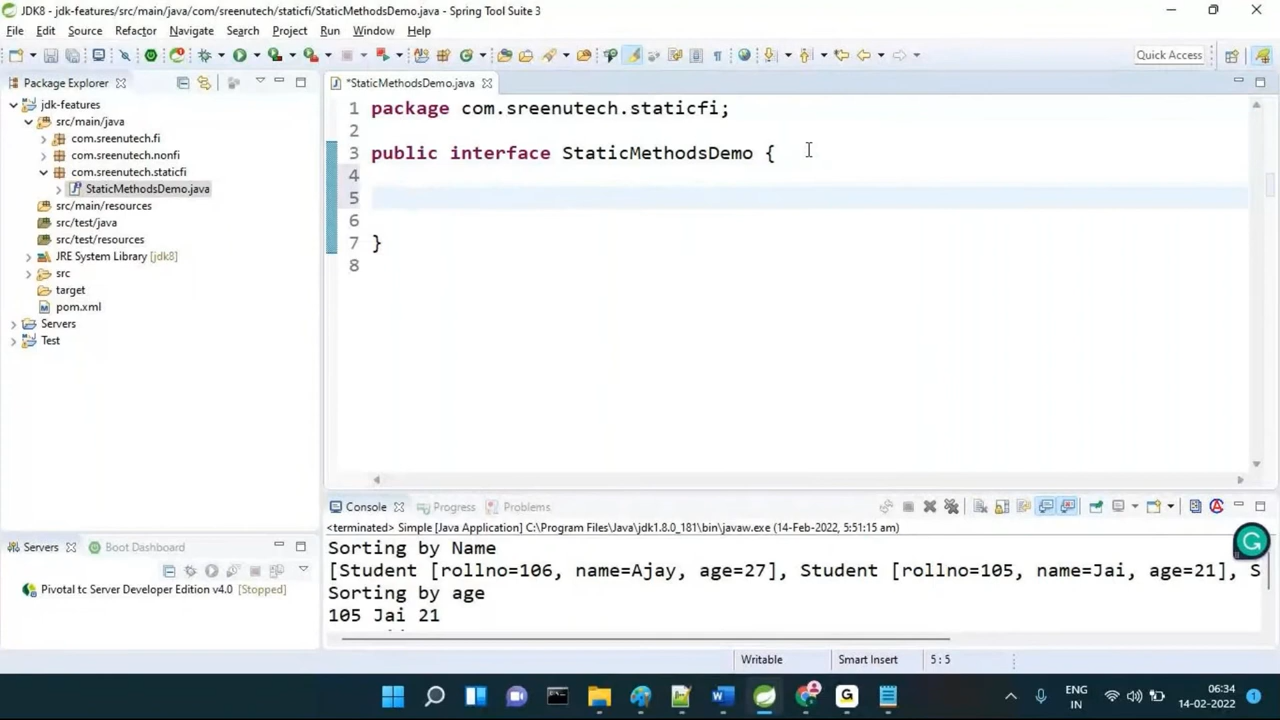 JDK8 - jdk-features/src/main/java/com/sreenutech/staticfi/StaticMethodsDemo.java - Spring Tool Suite 3
File Edit Source Refactor Navigate Search Project Run Window Help
Quick Access
Package Explorer
*StaticMethodsDemo.java
jdk-features
src/main/java
com.sreenutech.fi
com.sreenutech.nonfi
com.sreenutech.staticfi
StaticMethodsDemo.java
src/main/resources
src/test/java
src/test/resources
JRE System Library [jdk8]
src
target
pom.xml
Servers
Test
1 package com.sreenutech.staticfi;
2
3 public interface StaticMethodsDemo {
4
5
6
7 }
8
Servers Boot Dashboard
Pivotal tc Server Developer Edition v4.0 [Stopped]
Console Progress Problems
<terminated> Simple [Java Application] C:\Program Files\Java\jdk1.8.0_181\bin\javaw.exe (14-Feb-2022, 5:51:15 am)
Sorting by Name
[Student [rollno=106, name=Ajay, age=27], Student [rollno=105, name=Jai, age=21], S
Sorting by age
105 Jai 21
Writable Smart Insert 5:5
ENG
IN
06:34
14-02-2022